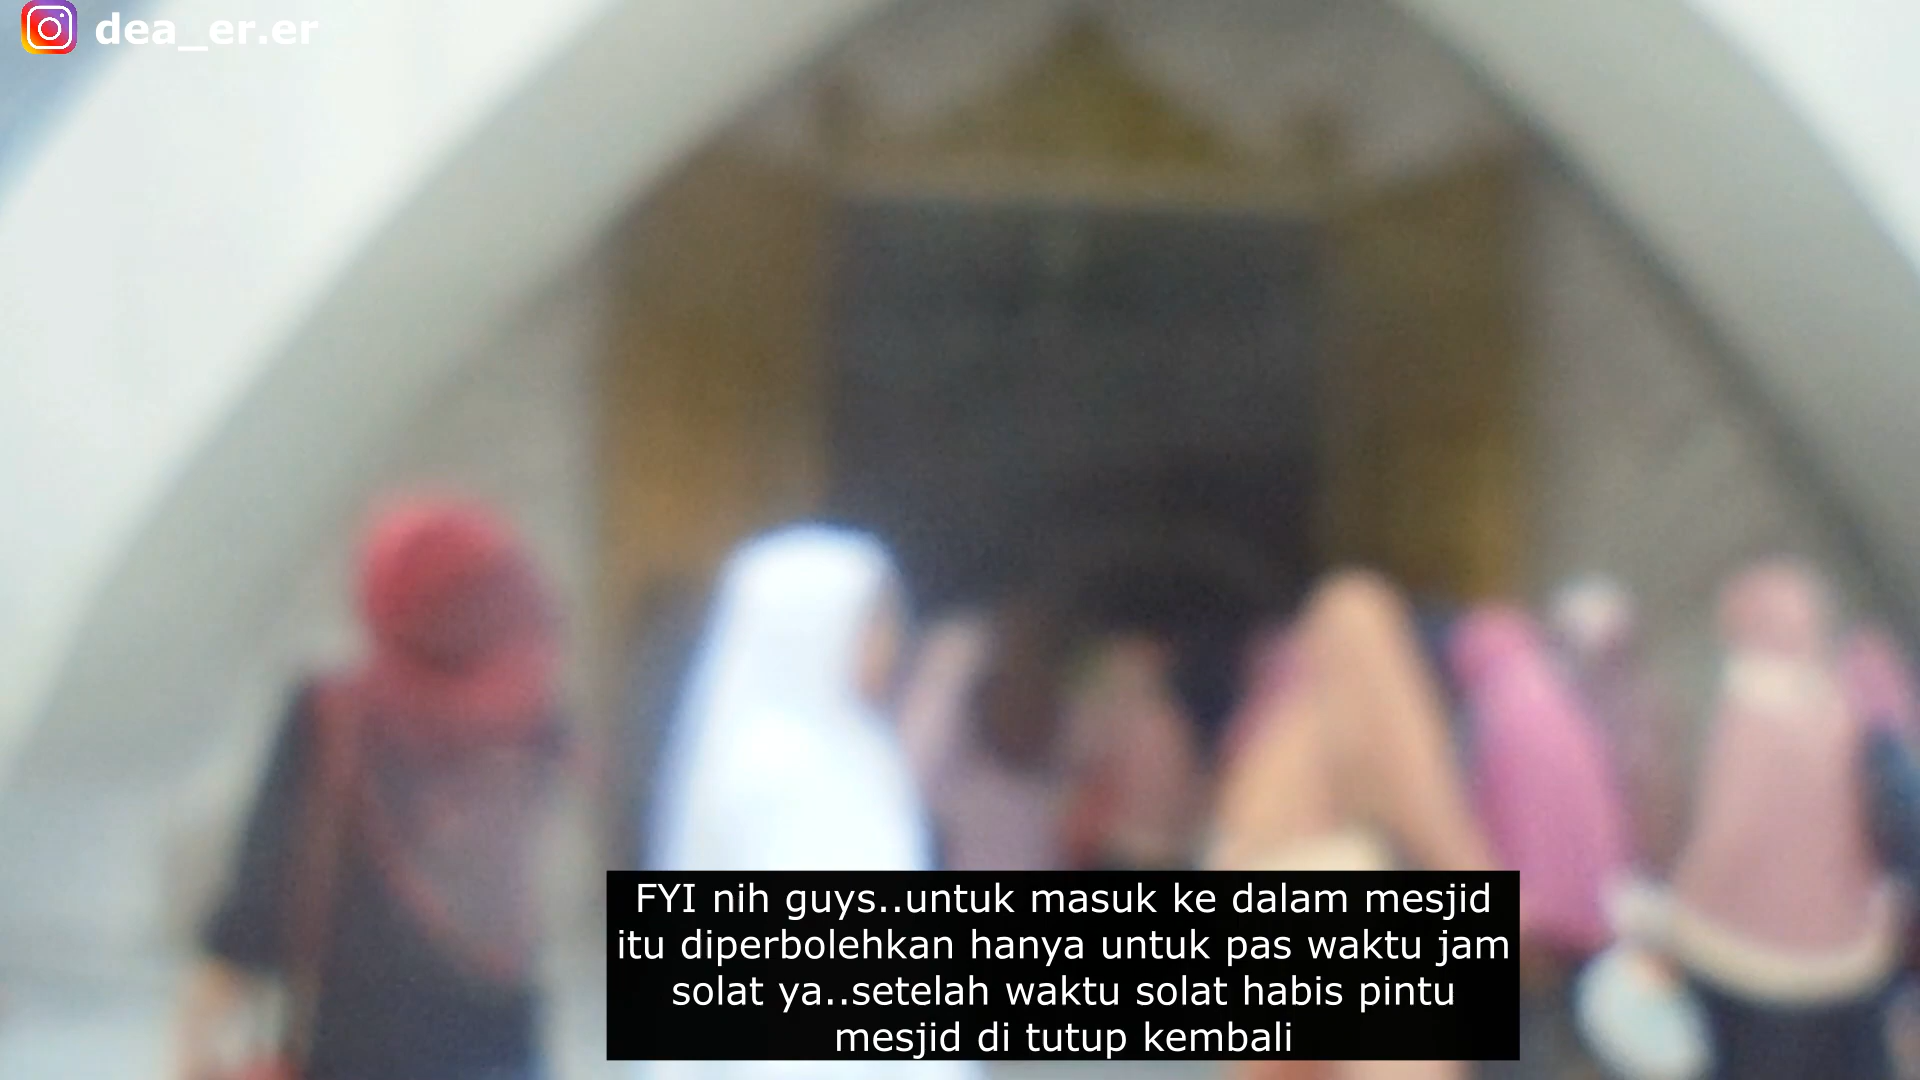 dea_er.er
FYI nih guys..untuk masuk ke dalam mesjid
itu diperbolehkan hanya untuk pas waktu jam
solat ya..setelah waktu solat habis pintu
mesjid di tutup kembali